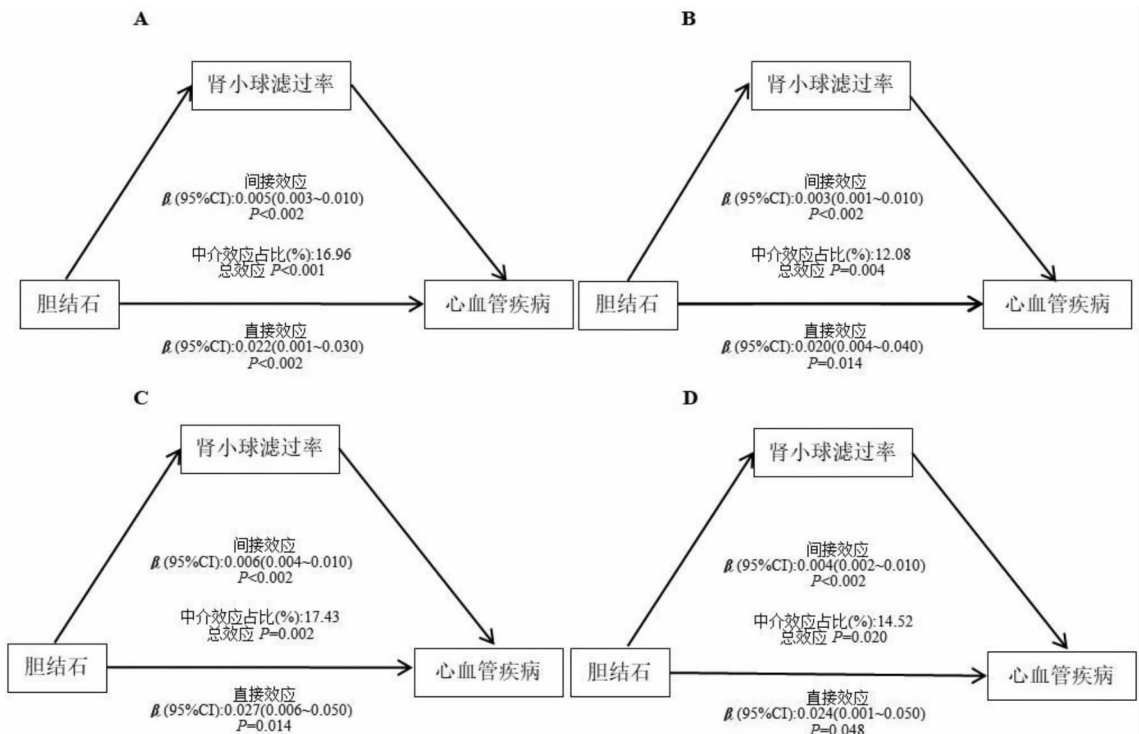 A
肾小球滤过率
间接效应
β(95%CI):0.005(0.003~0.010)
P<0.002
中介效应占比(%):16.96
总效应 P<0.001
胆结石
心血管疾病
直接效应
β(95%CI):0.022(0.001~0.030)
P<0.002
B
肾小球滤过率
间接效应
β(95%CI):0.003(0.001~0.010)
P<0.002
中介效应占比(%):12.08
总效应 P=0.004
胆结石
心血管疾病
直接效应
β(95%CI):0.020(0.004~0.040)
P=0.014
C
肾小球滤过率
间接效应
β(95%CI):0.006(0.004~0.010)
P<0.002
中介效应占比(%):17.43
总效应 P=0.002
胆结石
心血管疾病
直接效应
β(95%CI):0.027(0.006~0.050)
P=0.014
D
肾小球滤过率
间接效应
β(95%CI):0.004(0.002~0.010)
P<0.002
中介效应占比(%):14.52
总效应 P=0.020
胆结石
心血管疾病
直接效应
β(95%CI):0.024(0.001~0.050)
P=0.048